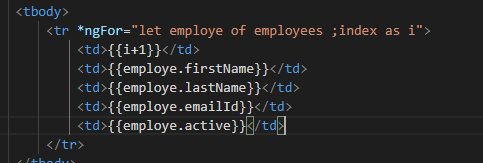 <tbody>
<tr *ngFor="let employe of employees ;index as i">
<td>{{i+1}}</td>
<td>{{employe.firstName}}</td>
<td>{{employe.lastName}}</td>
<td>{{employe.emailId}}</td>
<td>{{employe.active}}</td>
</tr>
</tbody>